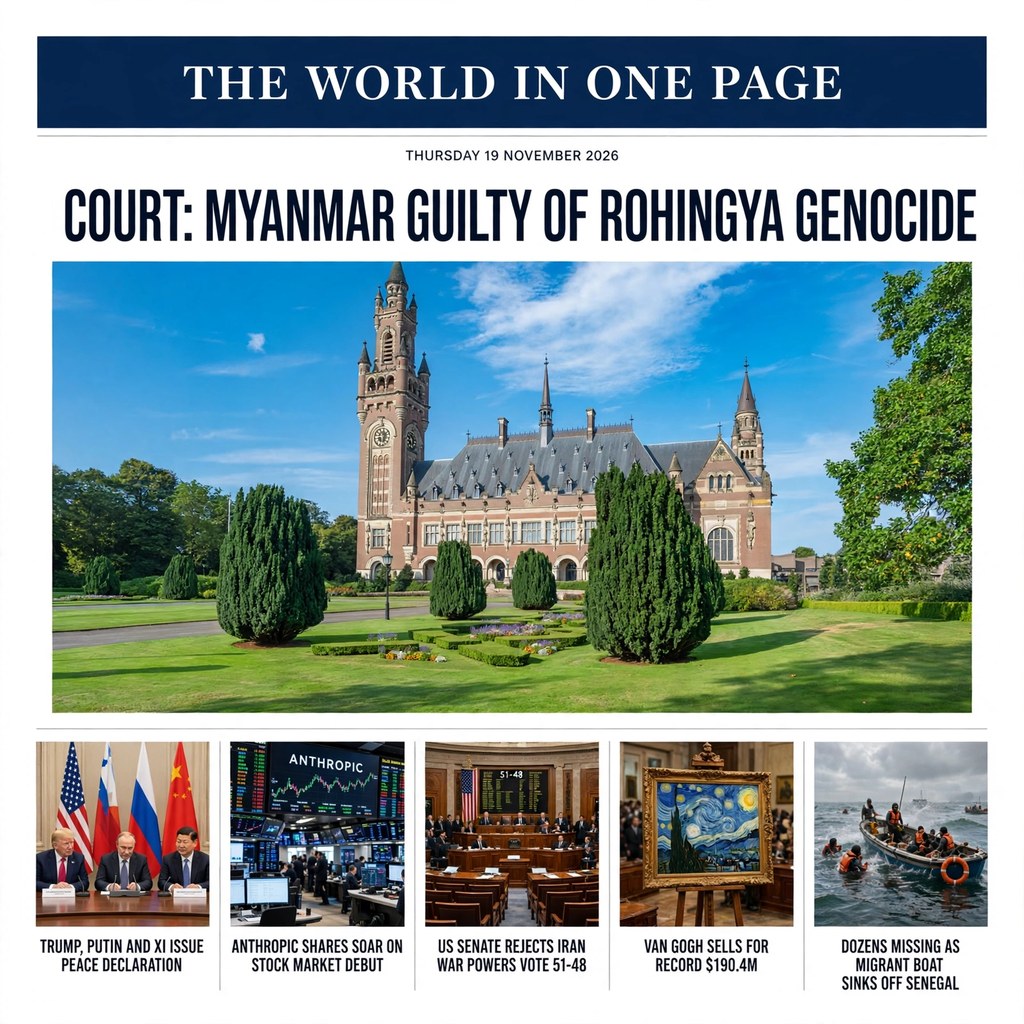 THE WORLD IN ONE PAGE
THURSDAY 19 NOVEMBER 2026
COURT: MYANMAR GUILTY OF ROHINGYA GENOCIDE
ANTHROPIC
51-48
TRUMP, PUTIN AND XI ISSUE
PEACE DECLARATION
ANTHROPIC SHARES SOAR ON
STOCK MARKET DEBUT
US SENATE REJECTS IRAN
WAR POWERS VOTE 51-48
VAN GOGH SELLS FOR
RECORD $190.4M
DOZENS MISSING AS
MIGRANT BOAT
SINKS OFF SENEGAL